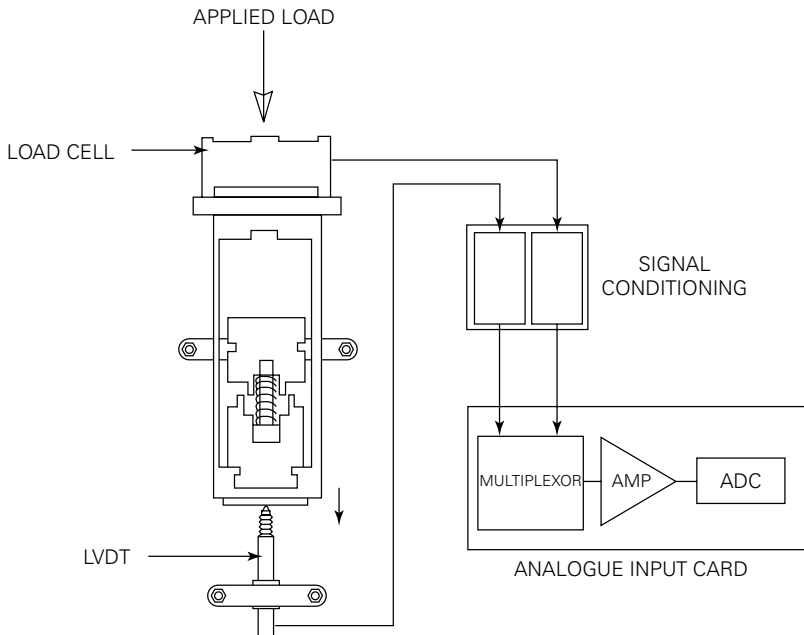 APPLIED LOAD
LOAD CELL
SIGNAL
CONDITIONING
MULTIPLEXOR
AMP
ADC
LVDT
ANALOGUE INPUT CARD